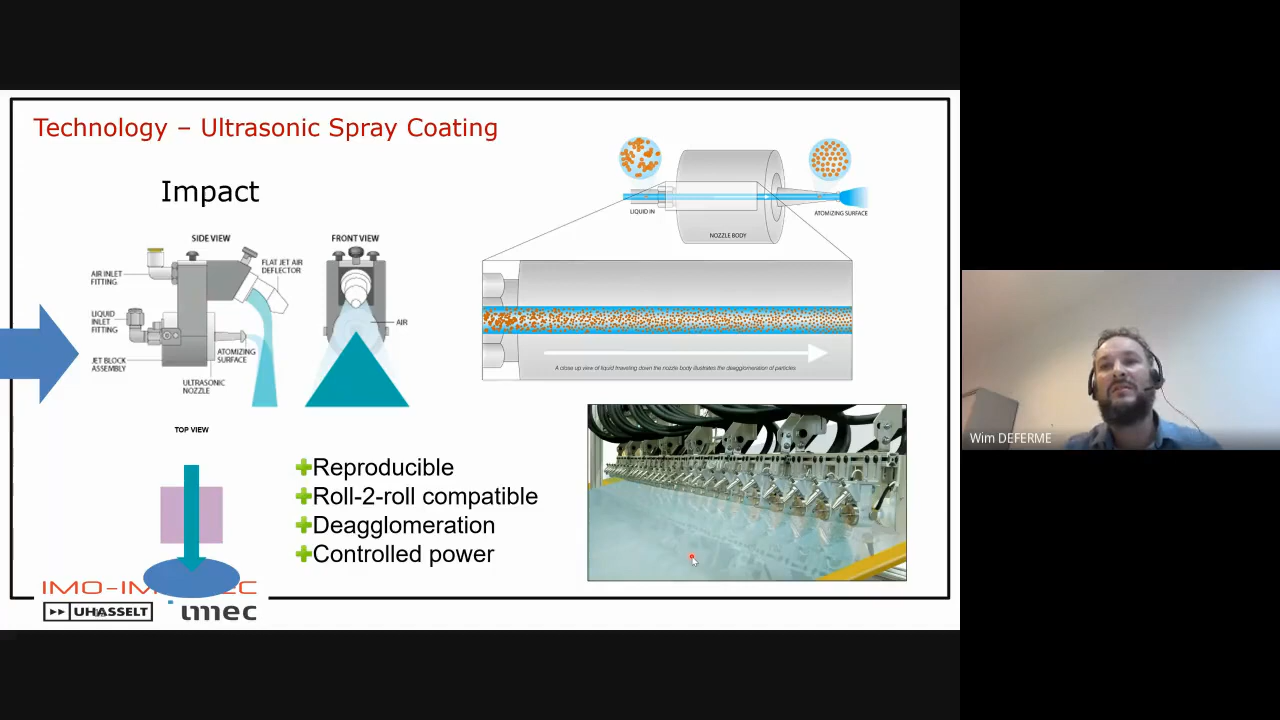 Technology – Ultrasonic Spray Coating
Impact
SIDE VIEW
FRONT VIEW
FLAT JET AIR
DEFLECTOR
AIR INLET
FITTING
LIQUID
INLET
FITTING
AIR
JET BLOCK
ASSEMBLY
ATOMIZING
SURFACE
ULTRASONIC
NOZZLE
TOP VIEW
LIQUID IN
ATOMIZING SURFACE
NOZZLE BODY
A close up view of liquid traveling down the nozzle body illustrates the deagglomeration of particles
Reproducible
Roll-2-roll compatible
Deagglomeration
Controlled power
UHASSELT
imec
Wim DEFERME